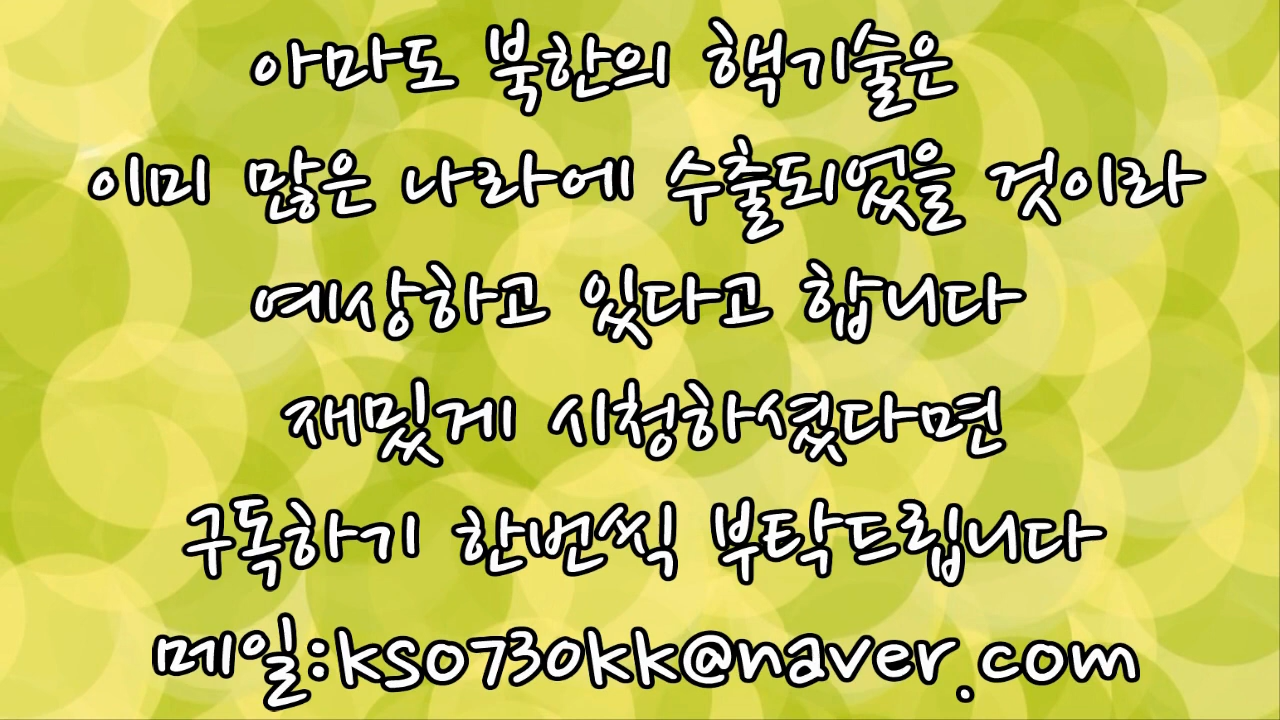 아마도 북한의 핵기술은
이미 많은 나라에 수출되었을 것이라
예상하고 있다고 합니다
재밌게 시청하셨다면
구독하기 한번씩 부탁드립니다
메일:kso730kk@naver.com